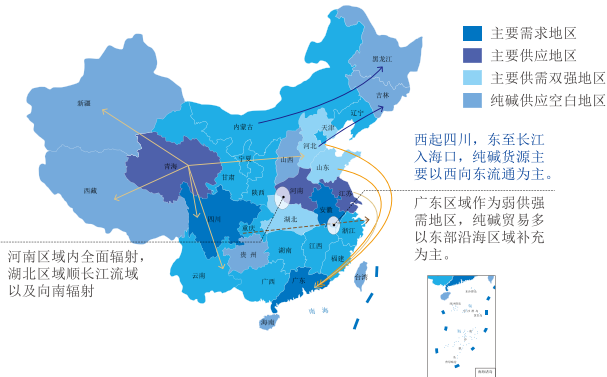 主要需求地区
主要供应地区
主要供需双强地区
纯碱供应空白地区
西起四川，东至长江
入海口，纯碱货源主
要以西向东流通为主。
广东区域作为弱供强
需地区，纯碱贸易多
以东部沿海区域补充
为主。
河南区域内全面辐射，
湖北区域顺长江流域
以及向南辐射
黑龙江
吉林
辽宁
新疆
内蒙古
天津
河北
宁夏
山西
山东
青海
甘肃
西藏
陕西
河南
江苏
四川
安徽
重庆
湖北
浙江
贵州
湖南
江西
福建
云南
广西
广东
台湾
海南
南海